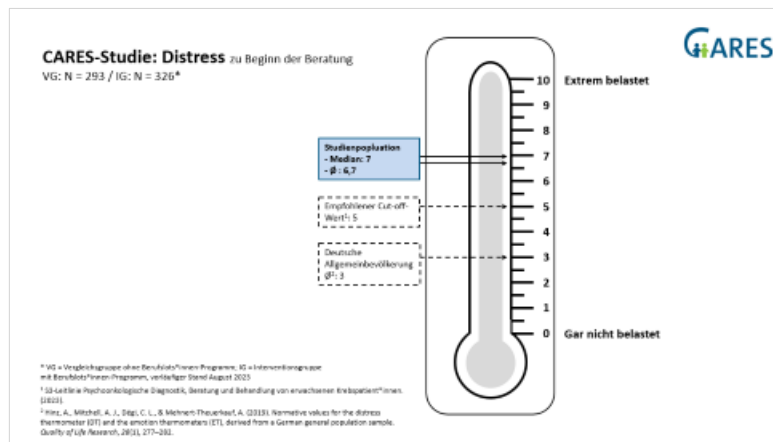 CARES-Studie: Distress zu Beginn der Beratung
VG: N = 293 / IG: N = 326*
CARES
10 Extrem belastet
9
8
Studienpopluation
- Median: 7
- Ø : 6,7
7
6
Empfohlener Cut-off-
Wert¹: 5
5
4
Deutsche
Allgemeinbevölkerung
Ø²: 3
3
2
1
0 Gar nicht belastet
* VG = Vergleichsgruppe ohne Berufslots*innen-Programm, IG = Interventionsgruppe
mit Berufslots*innen-Programm, vorläufiger Stand August 2023
¹ S3-Leitlinie Psychoonkologische Diagnostik, Beratung und Behandlung von erwachsenen Krebspatient*innen.
(2023).
² Hinz, A., Mitchell, A. J., Dégi, C. L., & Mehnert-Theuerkauf, A. (2019). Normative values for the distress
thermometer (DT) and the emotion thermometers (ET), derived from a German general population sample.
Quality of Life Research, 28(1), 277–282.